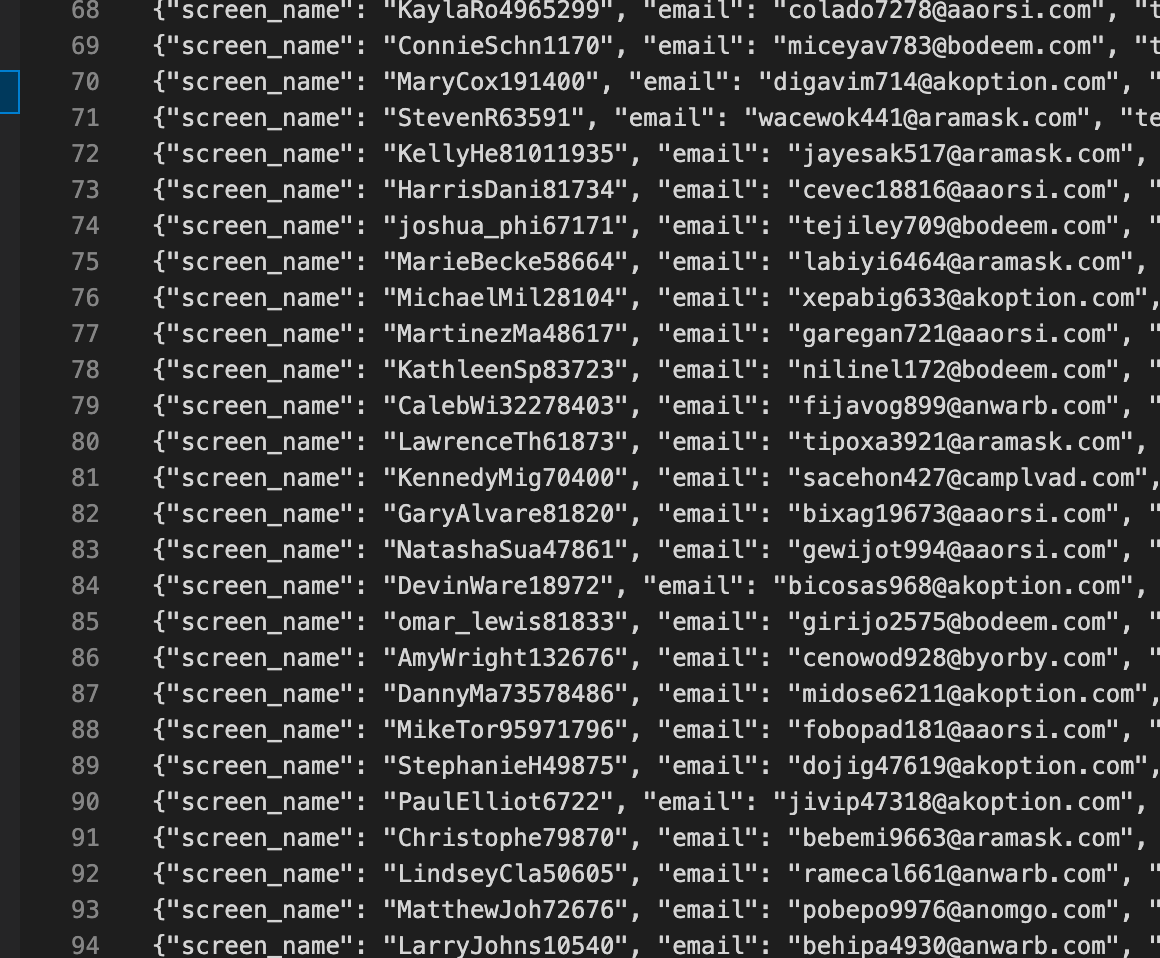 68 {"screen_name": "KaylaRo4965299", "email": "colado7278@aaorsi.com", "t
69 {"screen_name": "ConnieSchn1170", "email": "miceyav783@bodeem.com", "t
70 {"screen_name": "MaryCox191400", "email": "digavim714@akoption.com", "
71 {"screen_name": "StevenR63591", "email": "wacewok441@aramask.com", "te
72 {"screen_name": "KellyHe81011935", "email": "jayesak517@aramask.com",
73 {"screen_name": "HarrisDani81734", "email": "cevec18816@aaorsi.com", "
74 {"screen_name": "joshua_phi67171", "email": "tejiley709@bodeem.com", "
75 {"screen_name": "MarieBecke58664", "email": "labiyi6464@aramask.com",
76 {"screen_name": "MichaelMil28104", "email": "xepabig633@akoption.com",
77 {"screen_name": "MartinezMa48617", "email": "garegan721@aaorsi.com", "
78 {"screen_name": "KathleenSp83723", "email": "nilinel172@bodeem.com", "
79 {"screen_name": "CalebWi32278403", "email": "fijavog899@anwarb.com", "
80 {"screen_name": "LawrenceTh61873", "email": "tipoxa3921@aramask.com",
81 {"screen_name": "KennedyMig70400", "email": "sacehon427@camplvad.com",
82 {"screen_name": "GaryAlvare81820", "email": "bixag19673@aaorsi.com", "
83 {"screen_name": "NatashaSua47861", "email": "gewijot994@aaorsi.com", "
84 {"screen_name": "DevinWare18972", "email": "bicosas968@akoption.com",
85 {"screen_name": "omar_lewis81833", "email": "girijo2575@bodeem.com", "
86 {"screen_name": "AmyWright132676", "email": "cenowod928@byorby.com", "
87 {"screen_name": "DannyMa73578486", "email": "midose6211@akoption.com",
88 {"screen_name": "MikeTor95971796", "email": "fobopad181@aaorsi.com", "
89 {"screen_name": "StephanieH49875", "email": "dojig47619@akoption.com",
90 {"screen_name": "PaulElliot6722", "email": "jivip47318@akoption.com",
91 {"screen_name": "Christophe79870", "email": "bebemi9663@aramask.com",
92 {"screen_name": "LindseyCla50605", "email": "ramecal661@anwarb.com", "
93 {"screen_name": "MatthewJoh72676", "email": "pobepo9976@anomgo.com", "
94 {"screen_name": "LarryJohns10540", "email": "behipa4930@anwarb.com", "